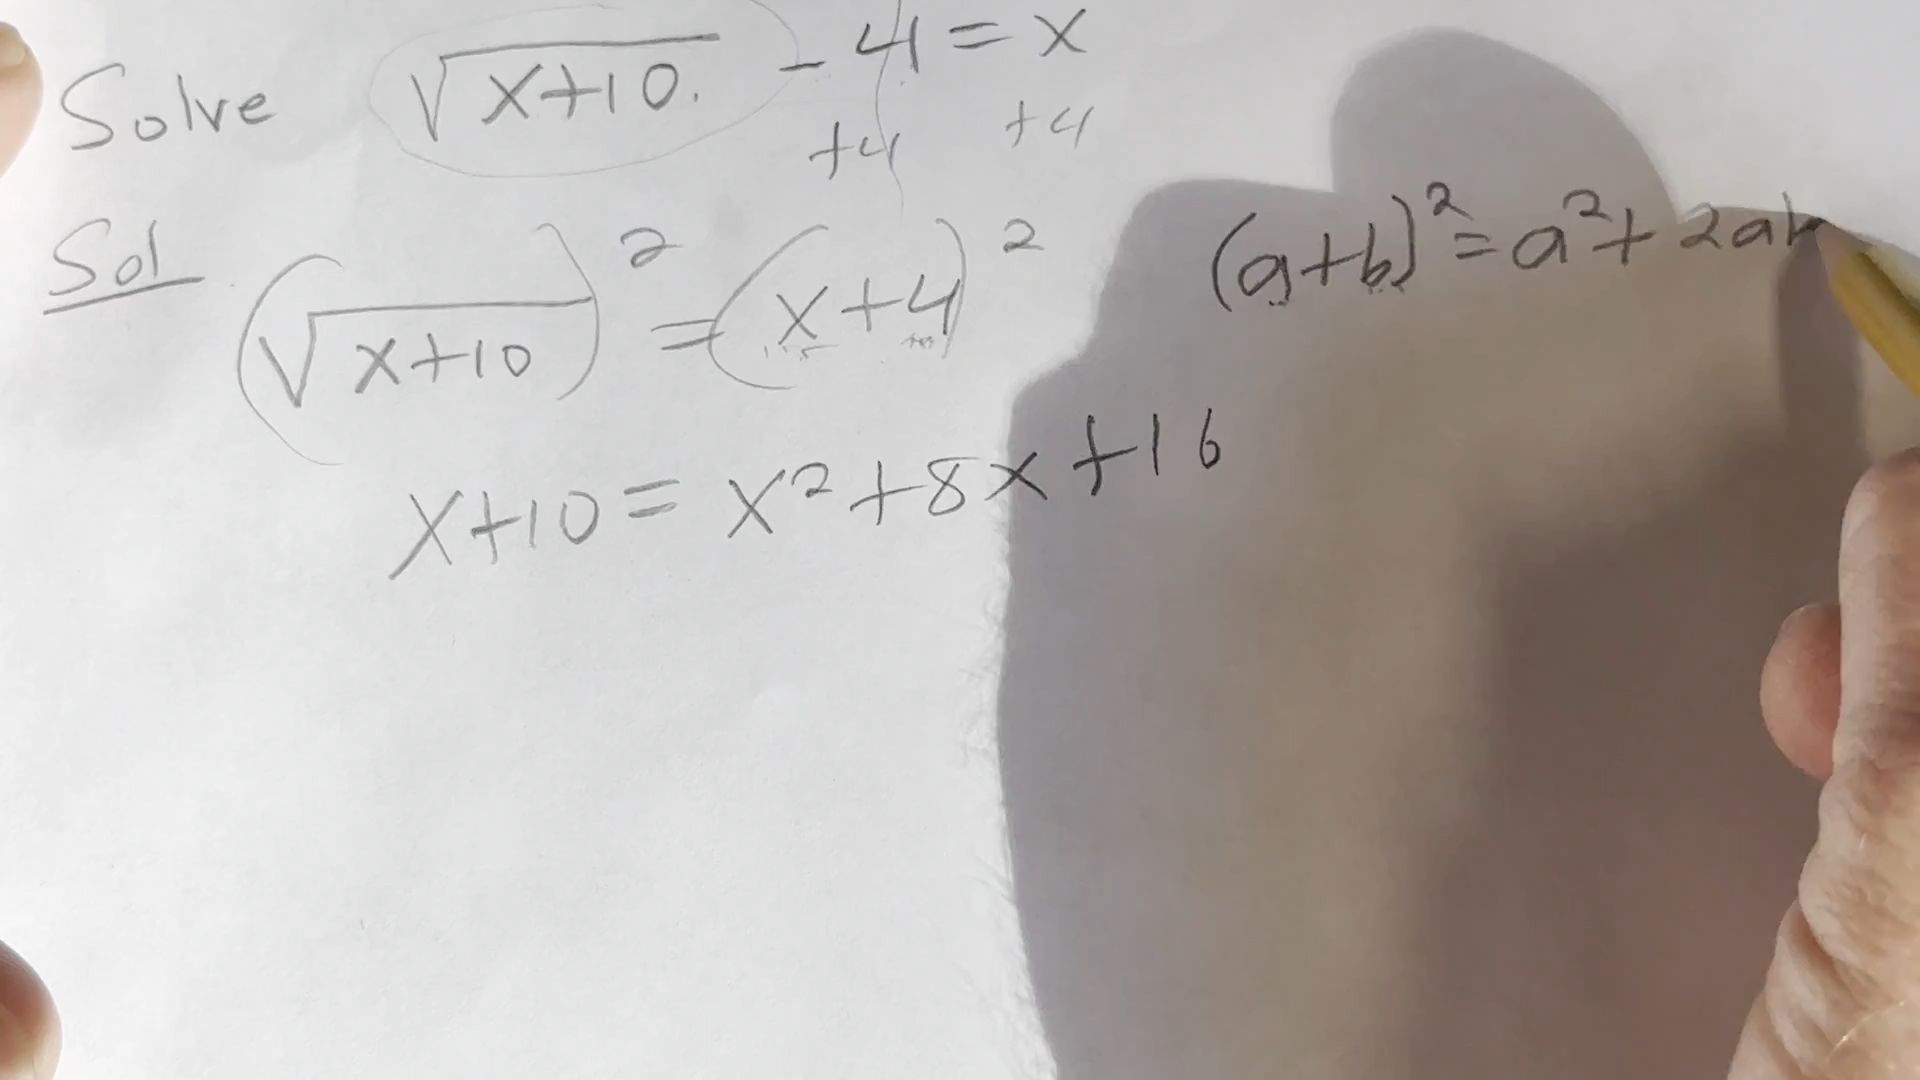 Solve √x+10. - 4 = x
+4 +4
Sol (√x+10)² = (x+4)²
(a+b)² = a² + 2ab
x+10 = x² + 8x + 16